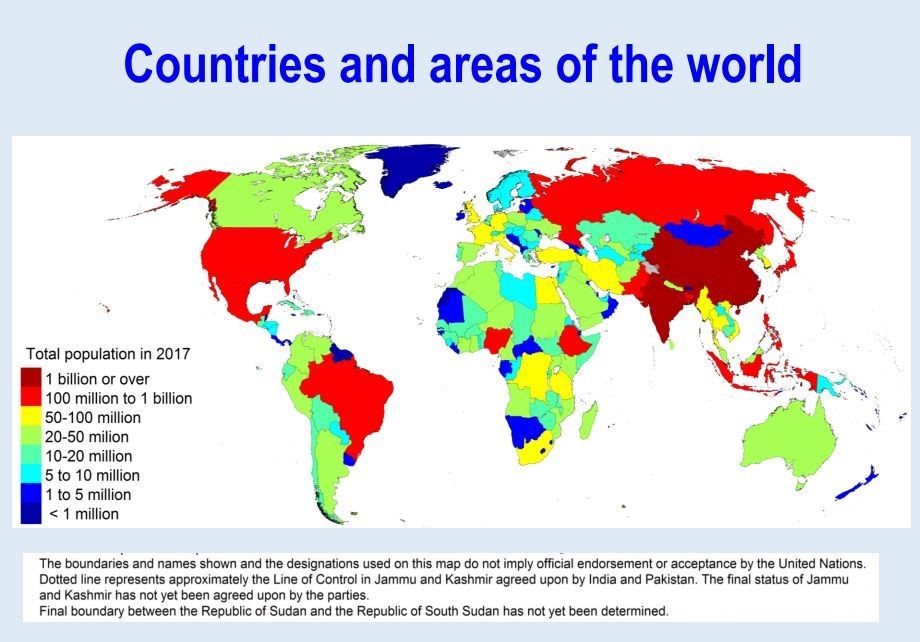 Countries and areas of the world
Total population in 2017
1 billion or over
100 million to 1 billion
50-100 million
20-50 milion
10-20 million
5 to 10 million
1 to 5 million
< 1 million
The boundaries and names shown and the designations used on this map do not imply official endorsement or acceptance by the United Nations.
Dotted line represents approximately the Line of Control in Jammu and Kashmir agreed upon by India and Pakistan. The final status of Jammu
and Kashmir has not yet been agreed upon by the parties.
Final boundary between the Republic of Sudan and the Republic of South Sudan has not yet been determined.